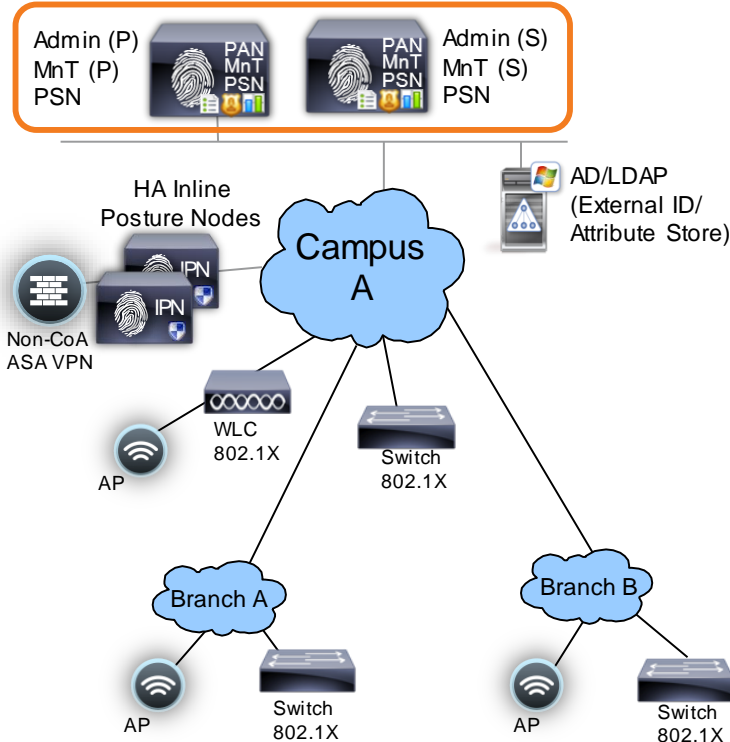 Admin (P)
MnT (P)
PSN
PAN
MnT
PSN
PAN
MnT
PSN
Admin (S)
MnT (S)
PSN
HA Inline
Posture Nodes
AD/LDAP
(External ID/
Attribute Store)
Campus
A
IPN
IPN
Non-CoA
ASA VPN
WLC
802.1X
AP
Switch
802.1X
Branch A
Branch B
AP
Switch
802.1X
AP
Switch
802.1X